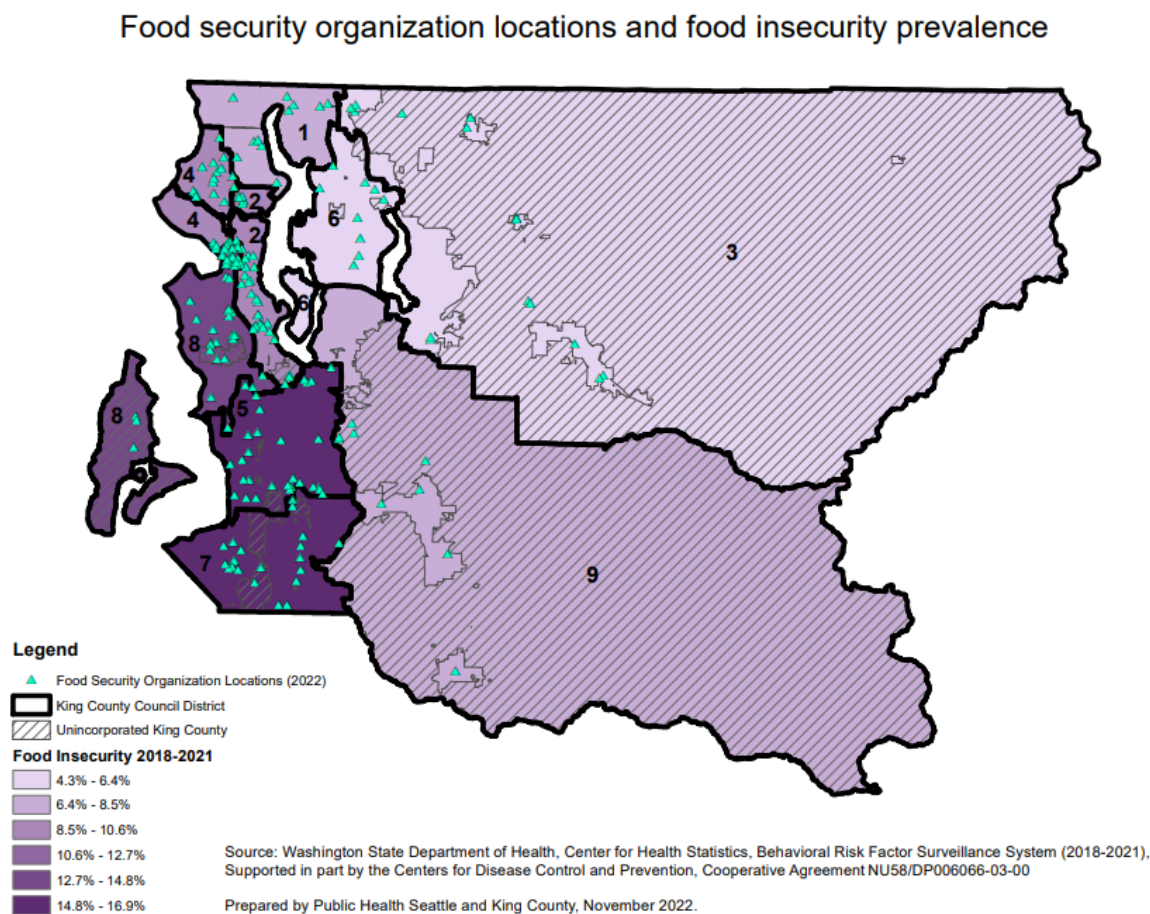 Food security organization locations and food insecurity prevalence
1
4
2
4
2
6
3
6
8
5
8
9
7
Legend
Food Security Organization Locations (2022)
King County Council District
Unincorporated King County
Food Insecurity 2018-2021
4.3% - 6.4%
6.4% - 8.5%
8.5% - 10.6%
10.6% - 12.7%
12.7% - 14.8%
14.8% - 16.9%
Source: Washington State Department of Health, Center for Health Statistics, Behavioral Risk Factor Surveillance System (2018-2021),
Supported in part by the Centers for Disease Control and Prevention, Cooperative Agreement NU58/DP006066-03-00
Prepared by Public Health Seattle and King County, November 2022.